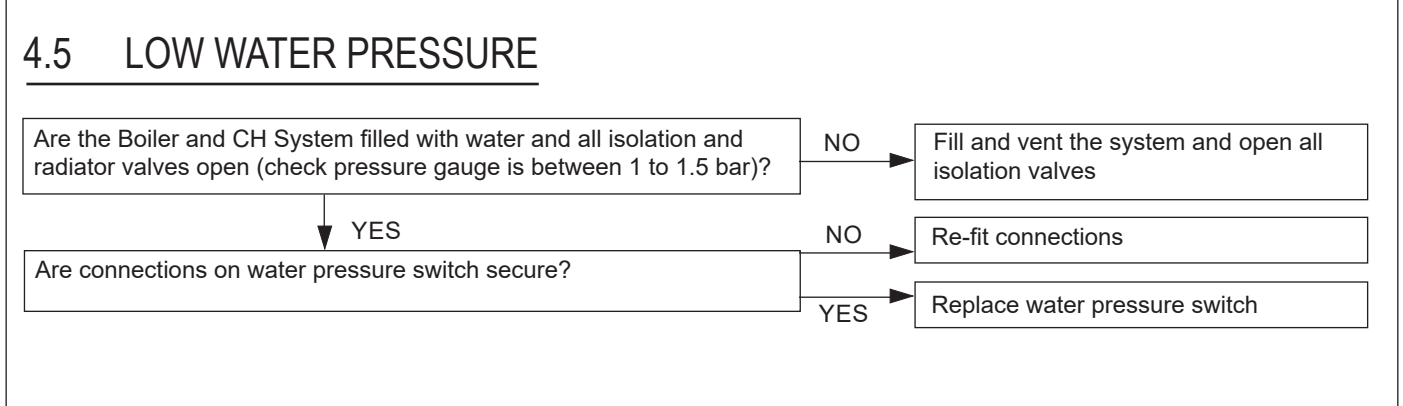 4.5 LOW WATER PRESSURE
Are the Boiler and CH System filled with water and all isolation and
radiator valves open (check pressure gauge is between 1 to 1.5 bar)?
NO
Fill and vent the system and open all
isolation valves
YES
Are connections on water pressure switch secure?
NO
Re-fit connections
YES
Replace water pressure switch